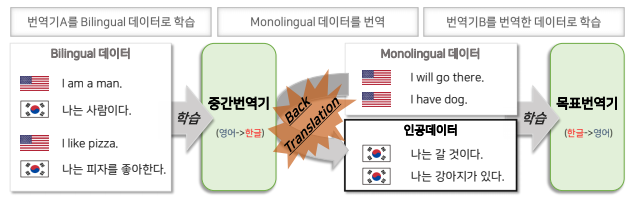 번역기A를 Bilingual 데이터로 학습
Monolingual 데이터를 번역
번역기B를 번역한 데이터로 학습
Bilingual 데이터
I am a man.
나는 사람이다.
I like pizza.
나는 피자를 좋아한다.
학습
중간번역기
(영어->한글)
Back
Translation
Monolingual 데이터
I will go there.
I have dog.
인공데이터
나는 갈 것이다.
나는 강아지가 있다.
학습
목표번역기
(한글->영어)